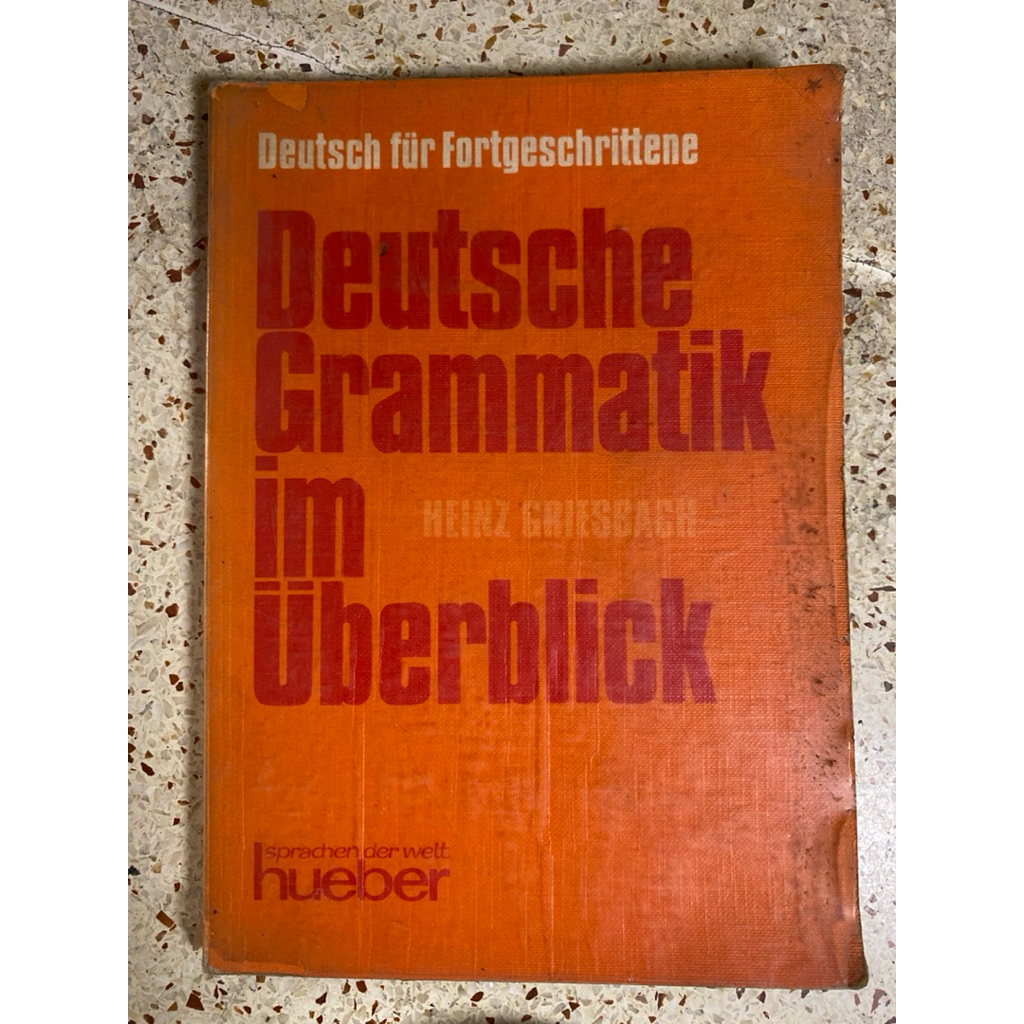 Deutsch für Fortgeschrittene
Deutsche
Grammatik
im
HEINZ GRIESBACH
Überblick
sprachen der welt
hueber